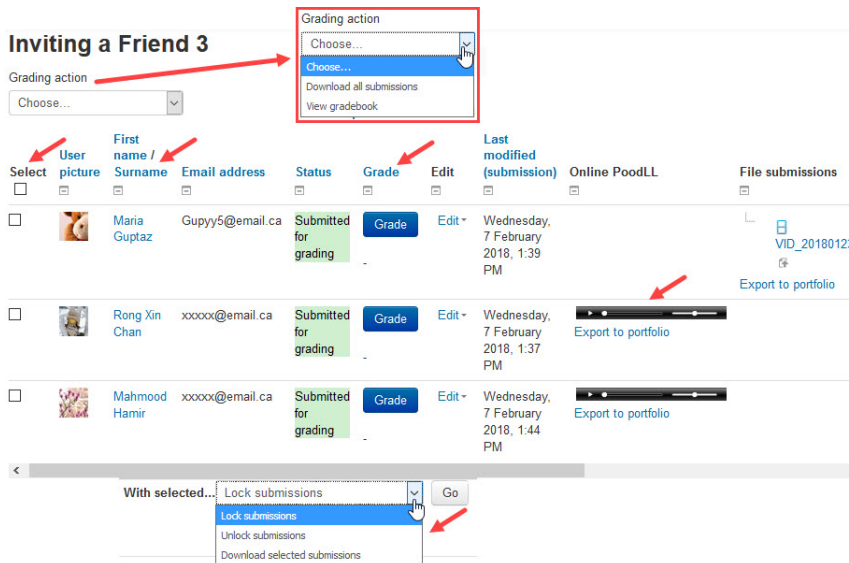 Grading action
Choose...
Choose...
Download all submissions
View gradebook
Inviting a Friend 3
Grading action
Choose...
Select
User picture
First name / Surname
Email address
Status
Grade
Edit
Last modified (submission)
Online PoodLL
File submissions
Maria Guptaz
Gupyy5@email.ca
Submitted for grading
Grade
-
Edit
Wednesday, 7 February 2018, 1:39 PM
VID_2018012
Export to portfolio
Rong Xin Chan
xxxxx@email.ca
Submitted for grading
Grade
-
Edit
Wednesday, 7 February 2018, 1:37 PM
Export to portfolio
Mahmood Hamir
xxxxx@email.ca
Submitted for grading
Grade
-
Edit
Wednesday, 7 February 2018, 1:44 PM
Export to portfolio
With selected...
Lock submissions
Go
Lock submissions
Unlock submissions
Download selected submissions